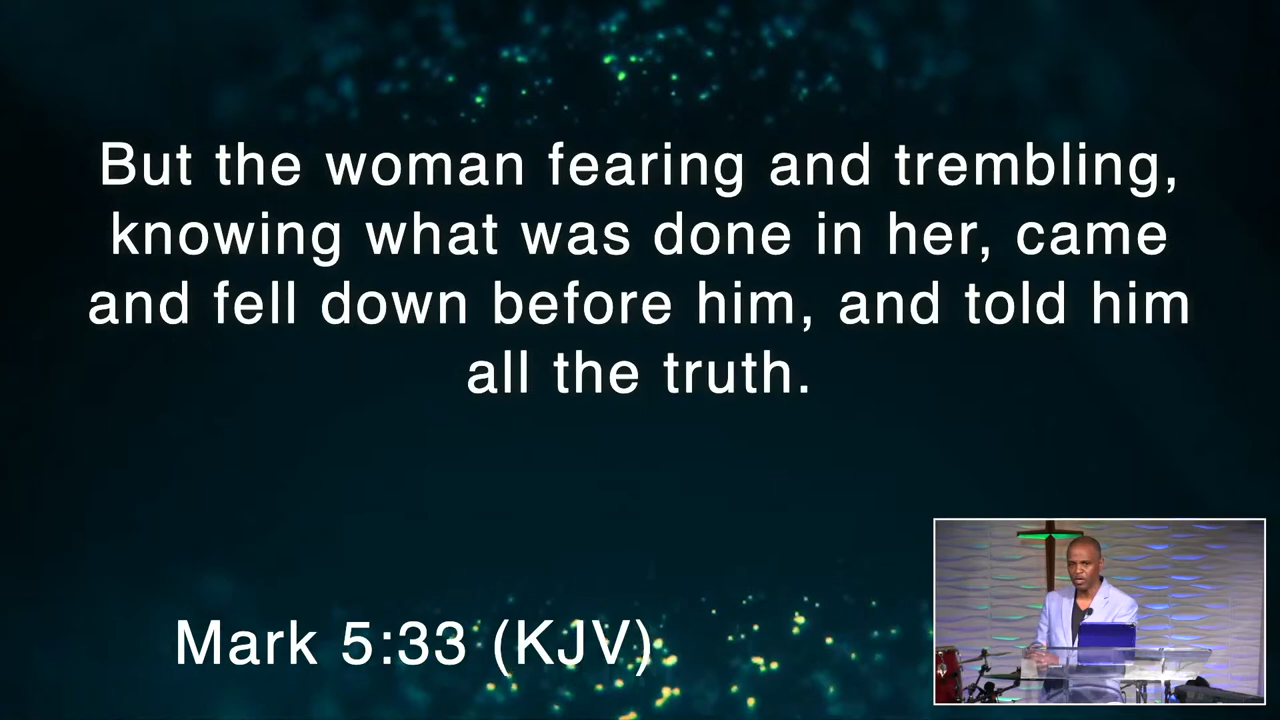 But the woman fearing and trembling,
knowing what was done in her, came
and fell down before him, and told him
all the truth.
Mark 5:33 (KJV)